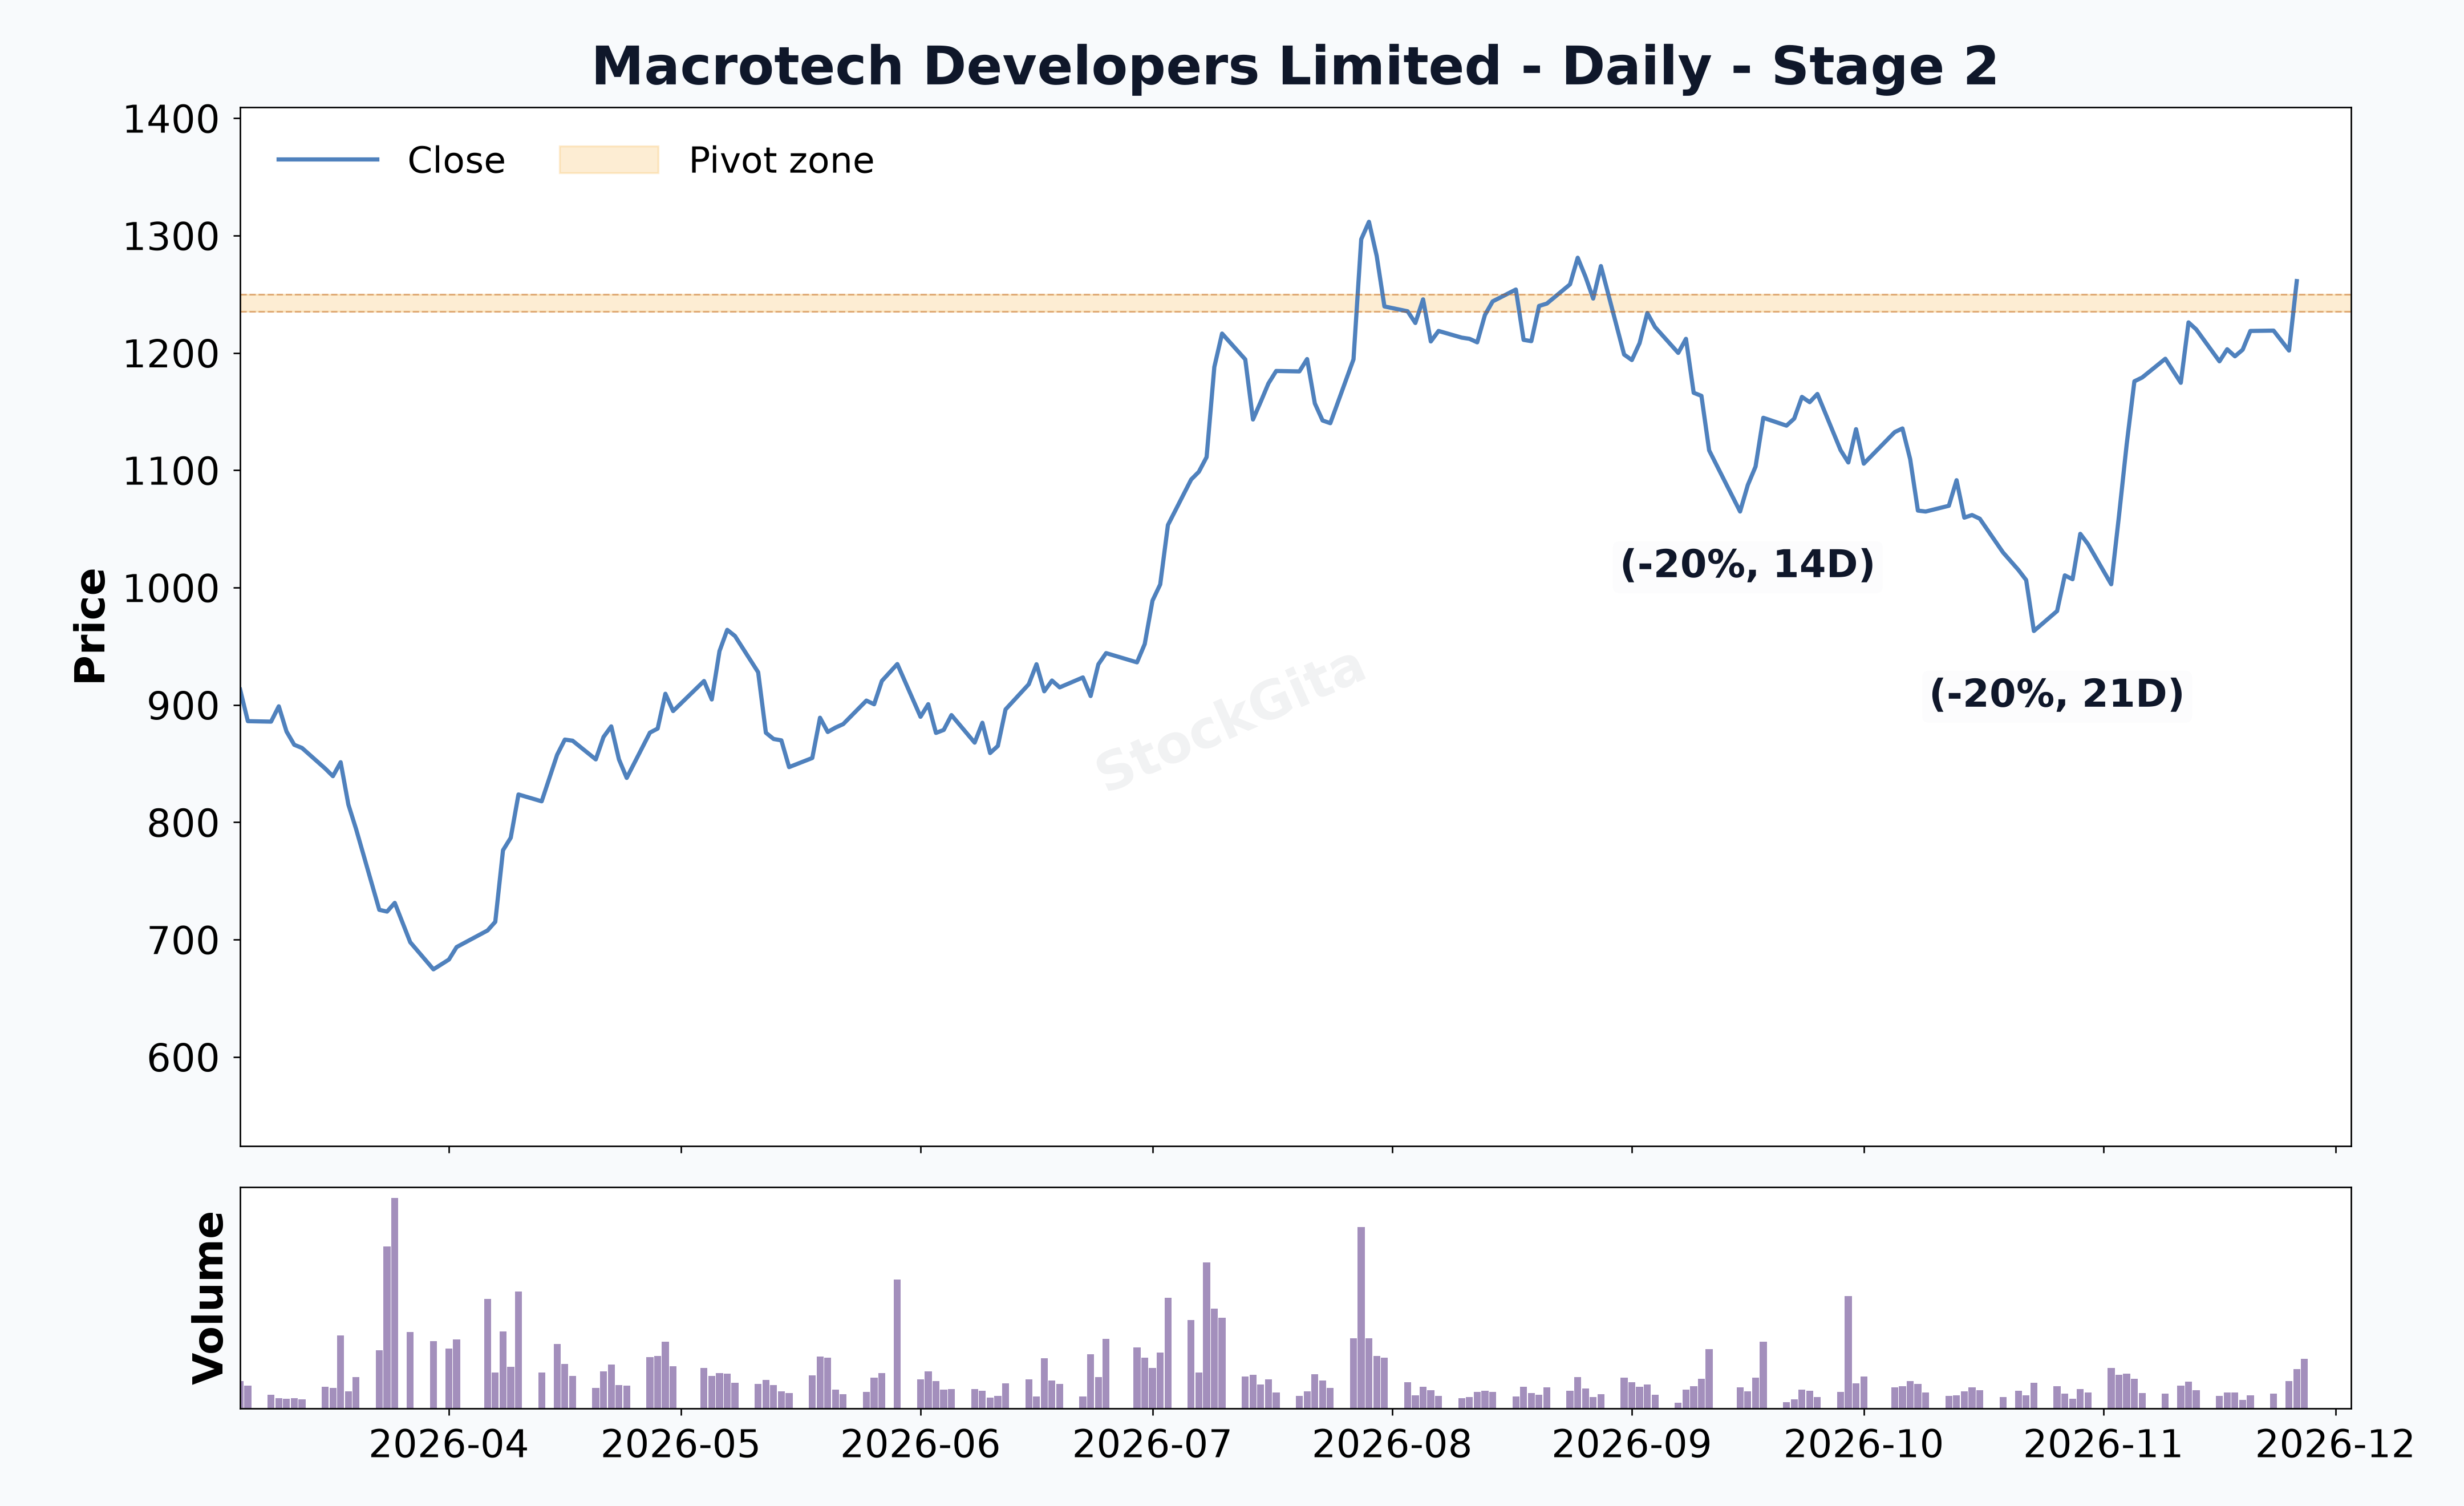 Macrotech Developers Limited - Daily - Stage 2
Close
Pivot zone
Price
1400
1300
1200
1100
1000
900
800
700
600
(-20%, 14D)
(-20%, 21D)
StockGita
Volume
2026-04
2026-05
2026-06
2026-07
2026-08
2026-09
2026-10
2026-11
2026-12